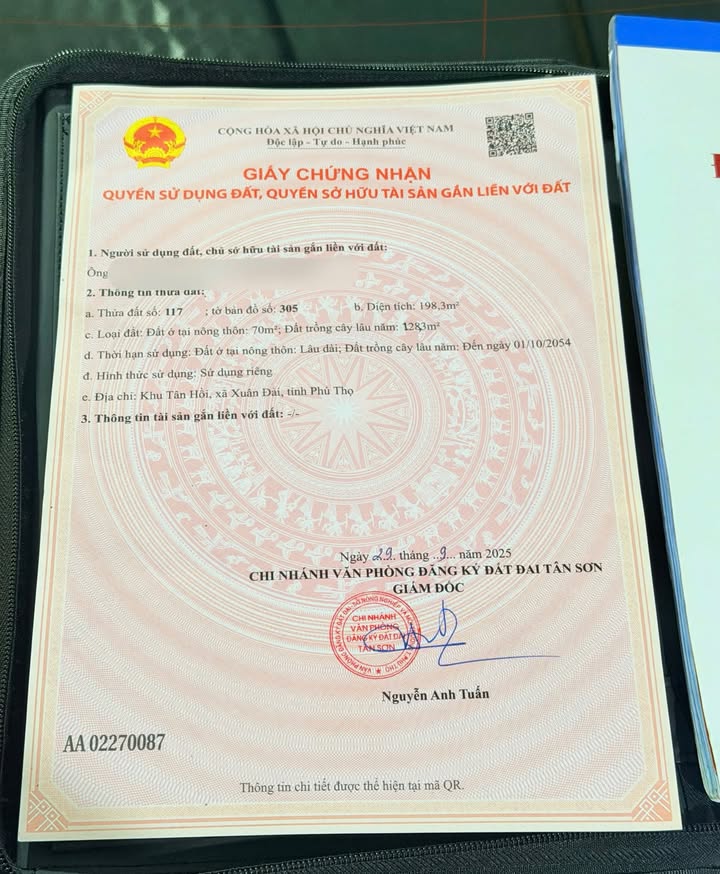 CỘNG HÒA XÃ HỘI CHỦ NGHĨA VIỆT NAM
Độc lập - Tự do - Hạnh phúc
GIẤY CHỨNG NHẬN
QUYỀN SỬ DỤNG ĐẤT, QUYỀN SỞ HỮU TÀI SẢN GẮN LIỀN VỚI ĐẤT
1. Người sử dụng đất, chủ sở hữu tài sản gắn liền với đất:
Ông
2. Thông tin thửa đất:
a. Thửa đất số: 117 ; tờ bản đồ số: 305 b. Diện tích: 198,3m²
c. Loại đất: Đất ở tại nông thôn: 70m²; Đất trồng cây lâu năm: 128,3m²
d. Thời hạn sử dụng: Đất ở tại nông thôn: Lâu dài; Đất trồng cây lâu năm: Đến ngày 01/10/2054
đ. Hình thức sử dụng: Sử dụng riêng
e. Địa chỉ: Khu Tân Hồi, xã Xuân Đài, tỉnh Phú Thọ
3. Thông tin tài sản gắn liền với đất: -/-
Ngày 29. tháng ..9... năm 2025
CHI NHÁNH VĂN PHÒNG ĐĂNG KÝ ĐẤT ĐAI TÂN SƠN
GIÁM ĐỐC
CHI NHÁNH
VĂN PHÒNG
ĐĂNG KÝ ĐẤT ĐAI
TÂN SƠN
Nguyễn Anh Tuấn
AA 02270087
Thông tin chi tiết được thể hiện tại mã QR.